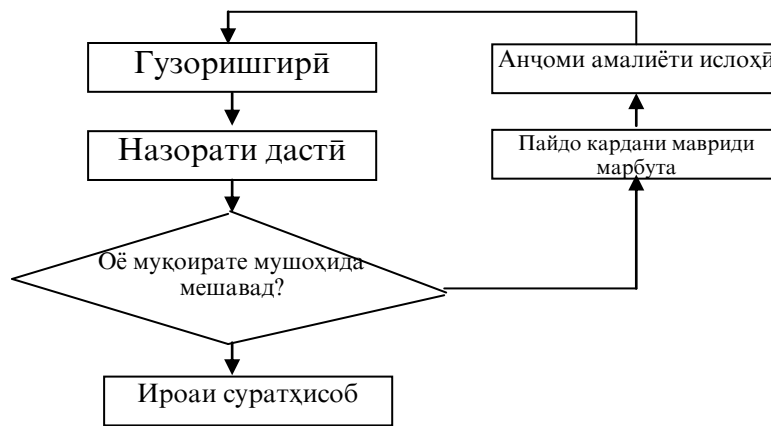 Гузоришгирӣ
Назорати дастӣ
Оё муқоирате мушоҳида
мешавад?
Ироаи суратҳисоб
Анҷоми амалиёти ислоҳӣ
Пайдо кардани мавриди
марбута